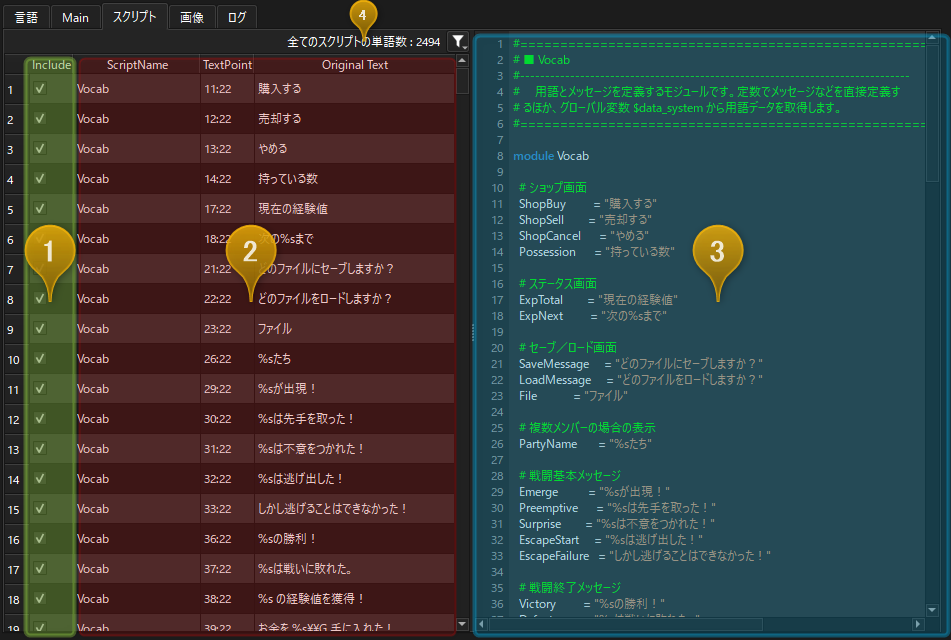 言語 Main スクリプト 画像 ログ
4
全てのスクリプトの単語数 : 2494
Include ScriptName TextPoint Original Text
1 Vocab 11:22 購入する
2 Vocab 12:22 売却する
3 Vocab 13:22 やめる
4 Vocab 14:22 持っている数
5 Vocab 17:22 現在の経験値
6 Vocab 18:22 次の%sまで
7 Vocab 21:22 どのファイルにセーブしますか？
8 Vocab 22:22 どのファイルをロードしますか？
9 Vocab 23:22 ファイル
10 Vocab 26:22 %sたち
11 Vocab 29:22 %sが出現！
12 Vocab 30:22 %sは先手を取った！
13 Vocab 31:22 %sは不意をつかれた！
14 Vocab 32:22 %sは逃げ出した！
15 Vocab 33:22 しかし逃げることはできなかった！
16 Vocab 36:22 %sの勝利！
17 Vocab 37:22 %sは戦いに敗れた。
18 Vocab 38:22 %s の経験値を獲得！
19 Vocab 39:22 お金を %s¥¥G 手に入れた！
1
2
3
1 #==============================================================================
2 # ■ Vocab
3 #------------------------------------------------------------------------------
4 #　用語とメッセージを定義するモジュールです。定数でメッセージなどを直接定義す
5 # るほか、グローバル変数 $data_system から用語データを取得します。
6 #==============================================================================
7
8 module Vocab
9
10 # ショップ画面
11 ShopBuy = "購入する"
12 ShopSell = "売却する"
13 ShopCancel = "やめる"
14 Possession = "持っている数"
15
16 # ステータス画面
17 ExpTotal = "現在の経験値"
18 ExpNext = "次の%sまで"
19
20 # セーブ／ロード画面
21 SaveMessage = "どのファイルにセーブしますか？"
22 LoadMessage = "どのファイルをロードしますか？"
23 File = "ファイル"
24
25 # 複数メンバーの場合の表示
26 PartyName = "%sたち"
27
28 # 戦闘基本メッセージ
29 Emerge = "%sが出現！"
30 Preemptive = "%sは先手を取った！"
31 Surprise = "%sは不意をつかれた！"
32 EscapeStart = "%sは逃げ出した！"
33 EscapeFailure = "しかし逃げることはできなかった！"
34
35 # 戦闘終了メッセージ
36 Victory = "%sの勝利！"